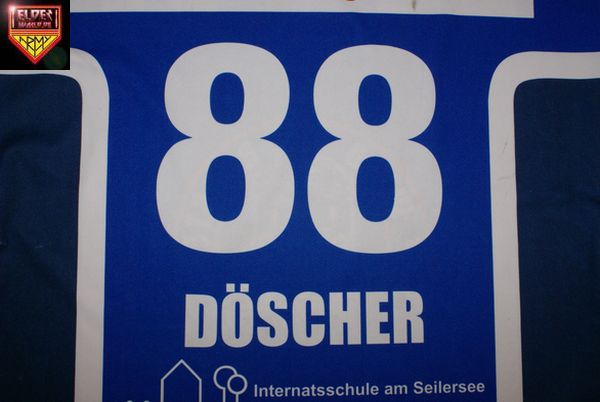 88
DÖSCHER
Internatsschule am Seilersee